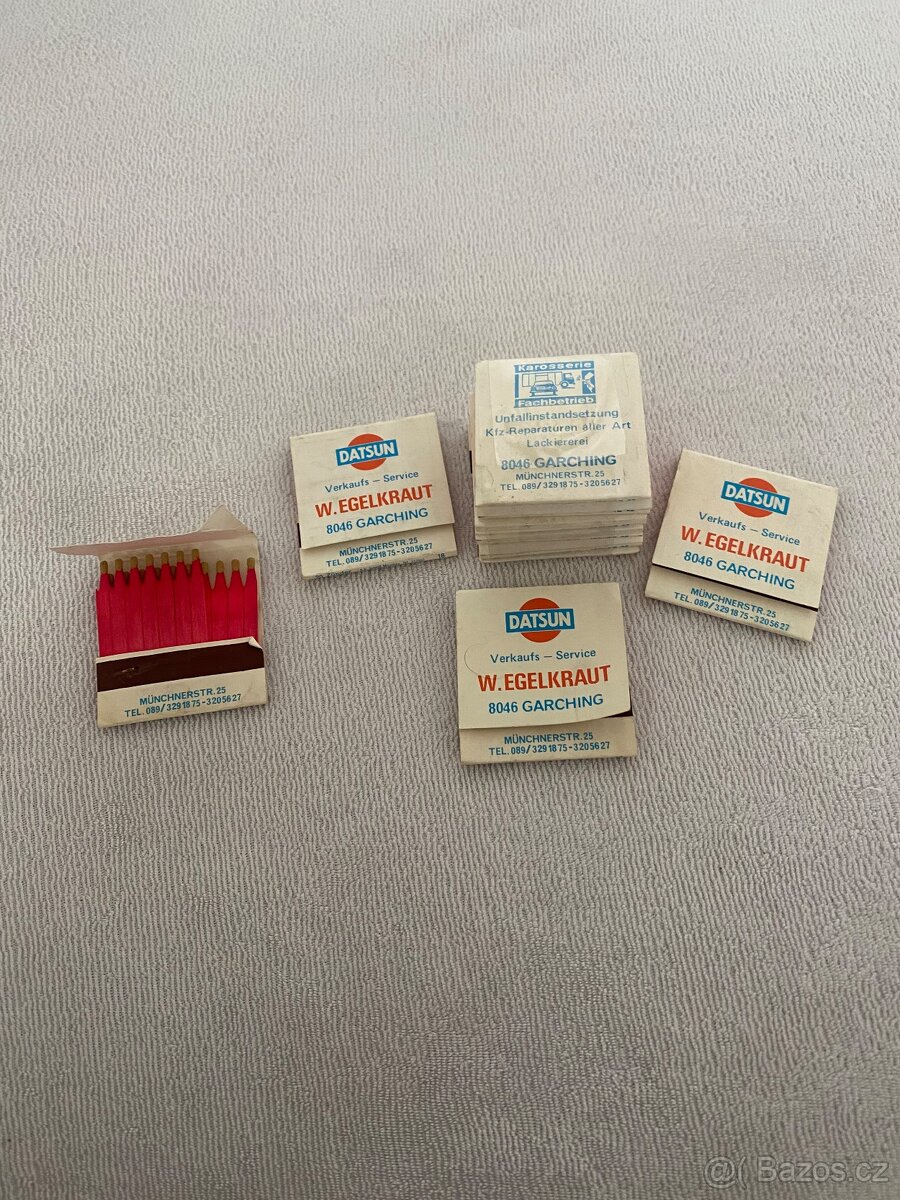 DATSUN
Verkaufs – Service
W.EGELKRAUT
8046 GARCHING
MÜNCHNERSTR.25
TEL.089/3291875-3205627
Karosserie
Fachbetrieb
Unfallinstandsetzung
Kfz-Reparaturen aller Art
Lackiererei
8046 GARCHING
MÜNCHNERSTR.25
TEL.089/3291875-3205627
DATSUN
Verkaufs – Service
W.EGELKRAUT
8046 GARCHING
MÜNCHNERSTR.25
TEL.089/3291875-3205627
MÜNCHNERSTR.25
TEL.089/3291875-3205627
DATSUN
Verkaufs – Service
W.EGELKRAUT
8046 GARCHING
MÜNCHNERSTR.25
TEL.089/3291875-3205627
@( Bazos.cz